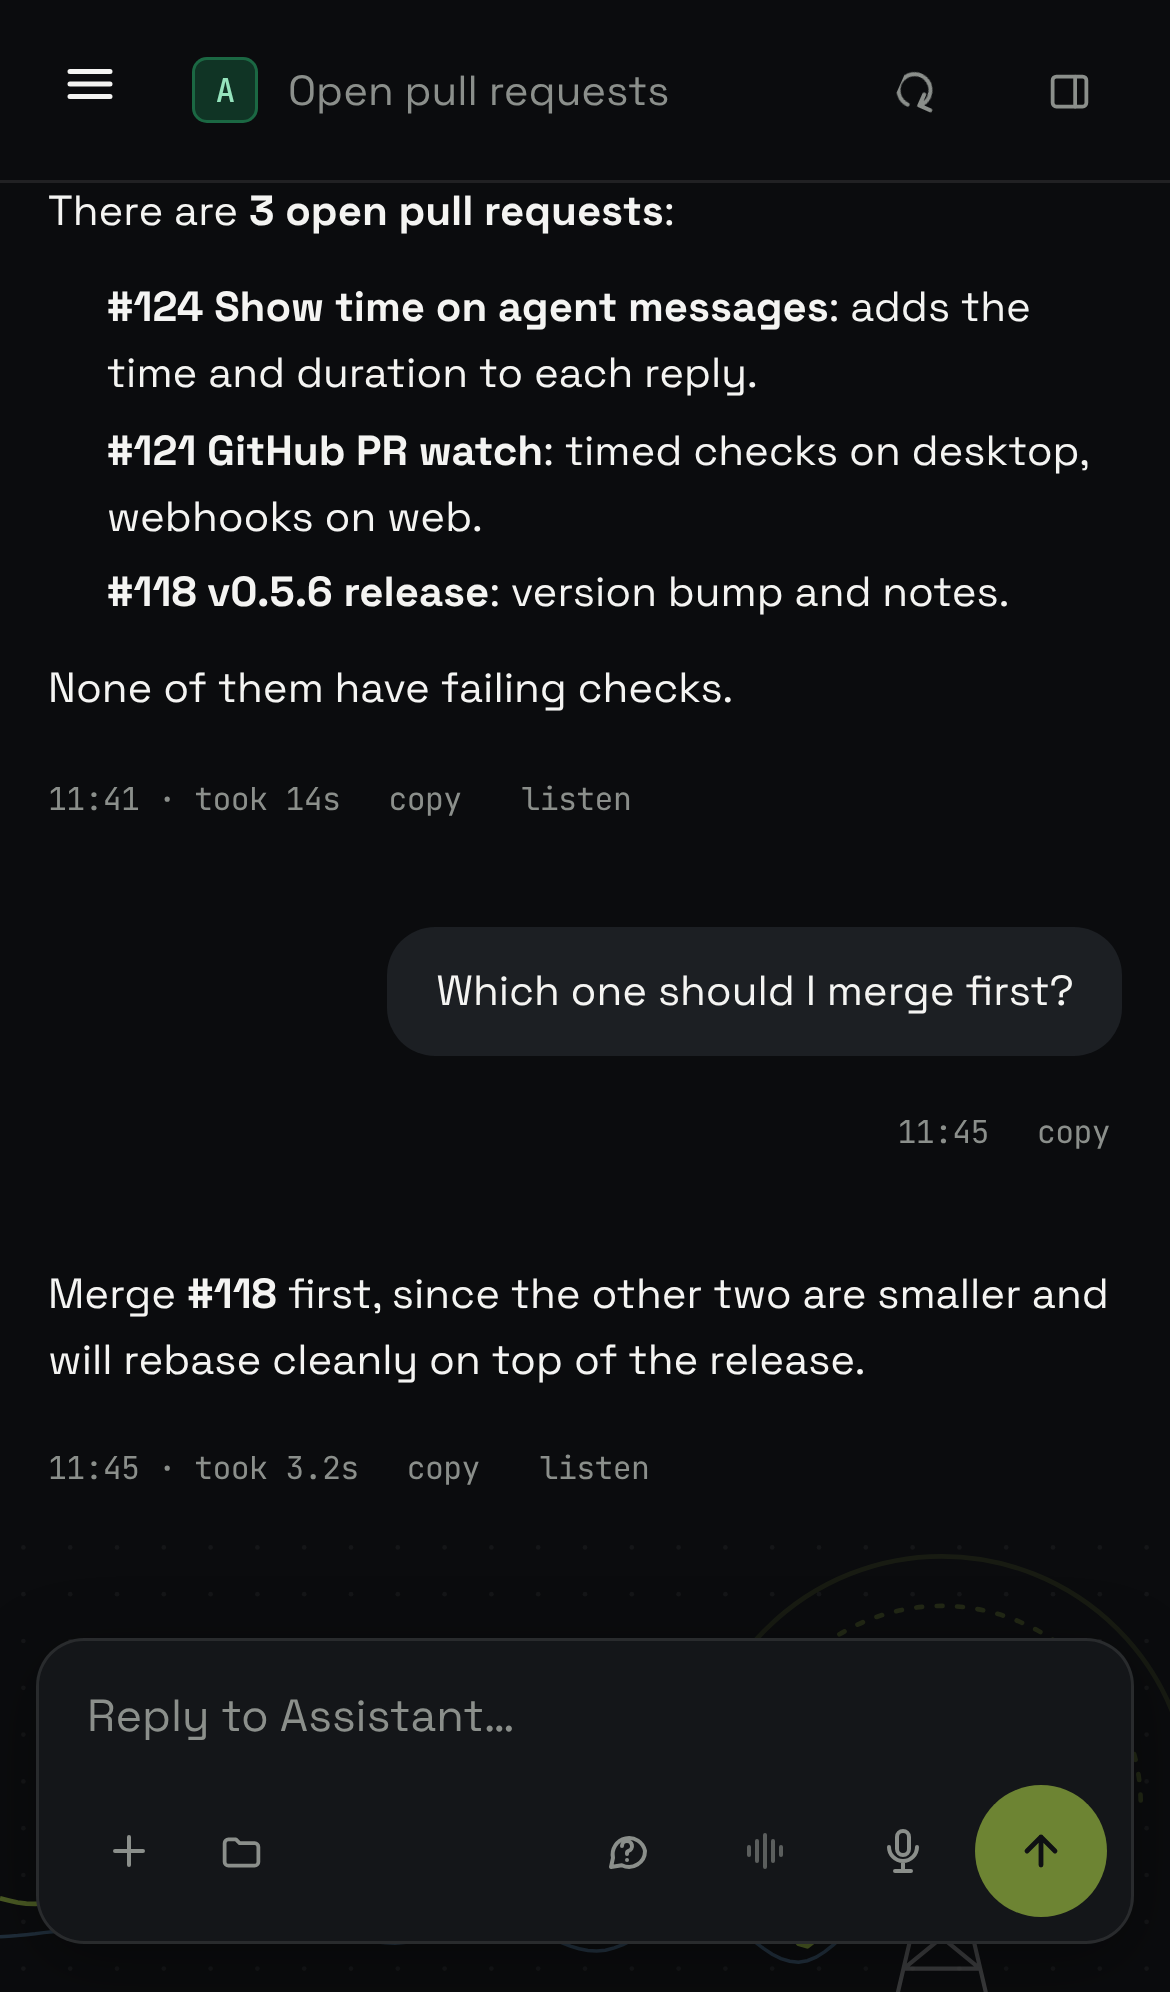 A Open pull requests
There are 3 open pull requests:
#124 Show time on agent messages: adds the
time and duration to each reply.
#121 GitHub PR watch: timed checks on desktop,
webhooks on web.
#118 v0.5.6 release: version bump and notes.
None of them have failing checks.
11:41 · took 14s copy listen
Which one should I merge first?
11:45 copy
Merge #118 first, since the other two are smaller and
will rebase cleanly on top of the release.
11:45 · took 3.2s copy listen
Reply to Assistant…